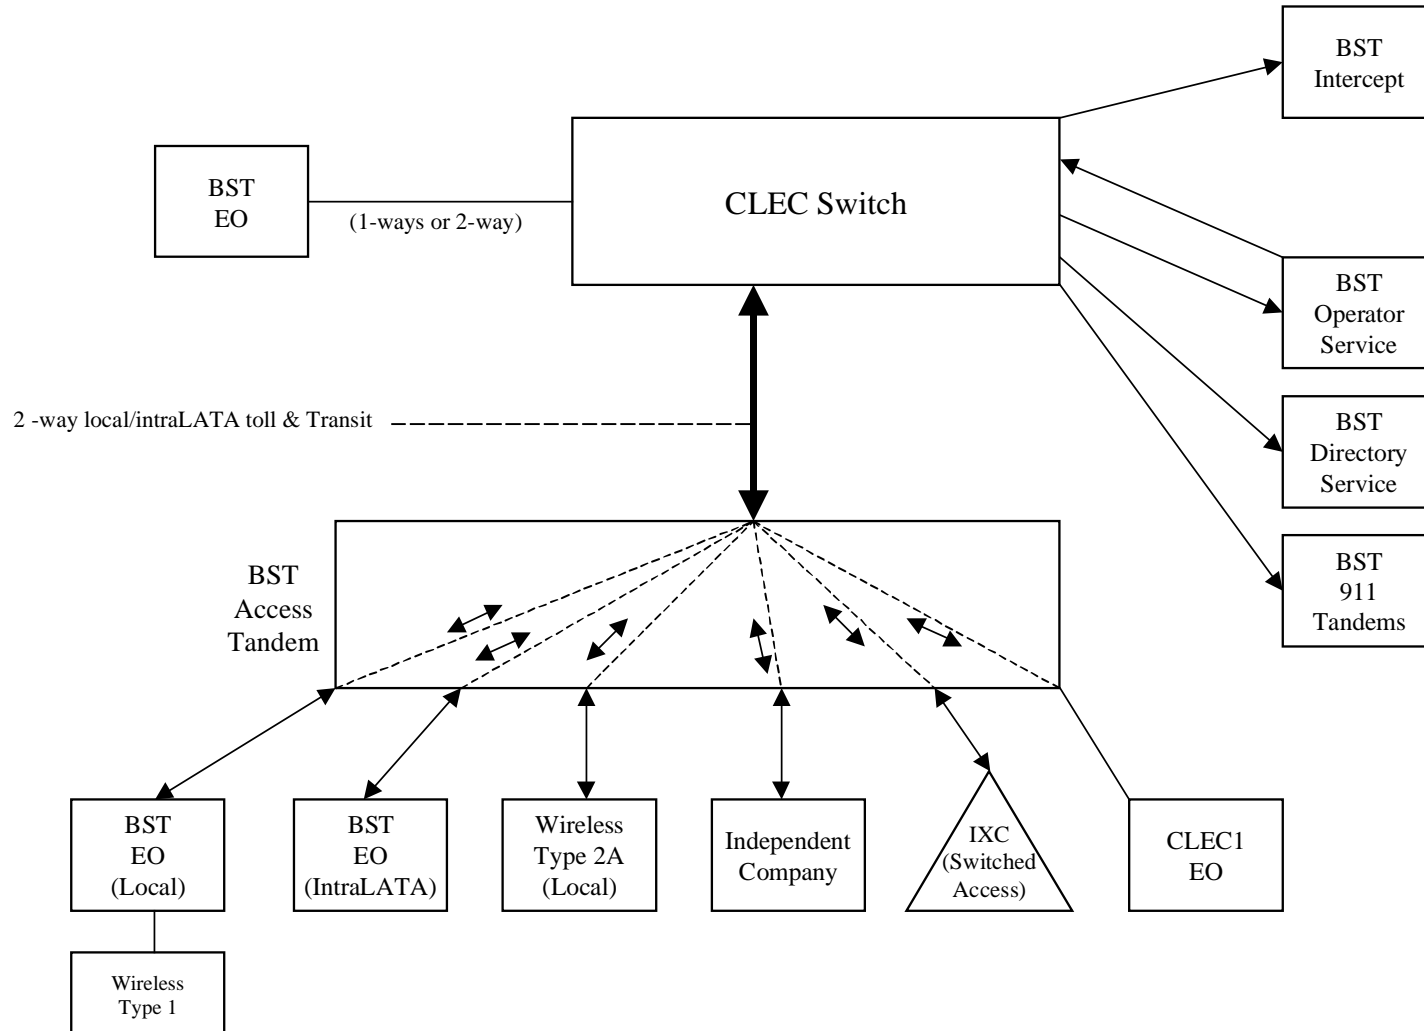 BST
Intercept
BST
EO
(1-ways or 2-way)
CLEC Switch
BST
Operator
Service
2 -way local/intraLATA toll & Transit
BST
Directory
Service
BST
911
Tandems
BST
Access
Tandem
BST
EO
(Local)
BST
EO
(IntraLATA)
Wireless
Type 2A
(Local)
Independent
Company
IXC
(Switched
Access)
CLEC1
EO
Wireless
Type 1